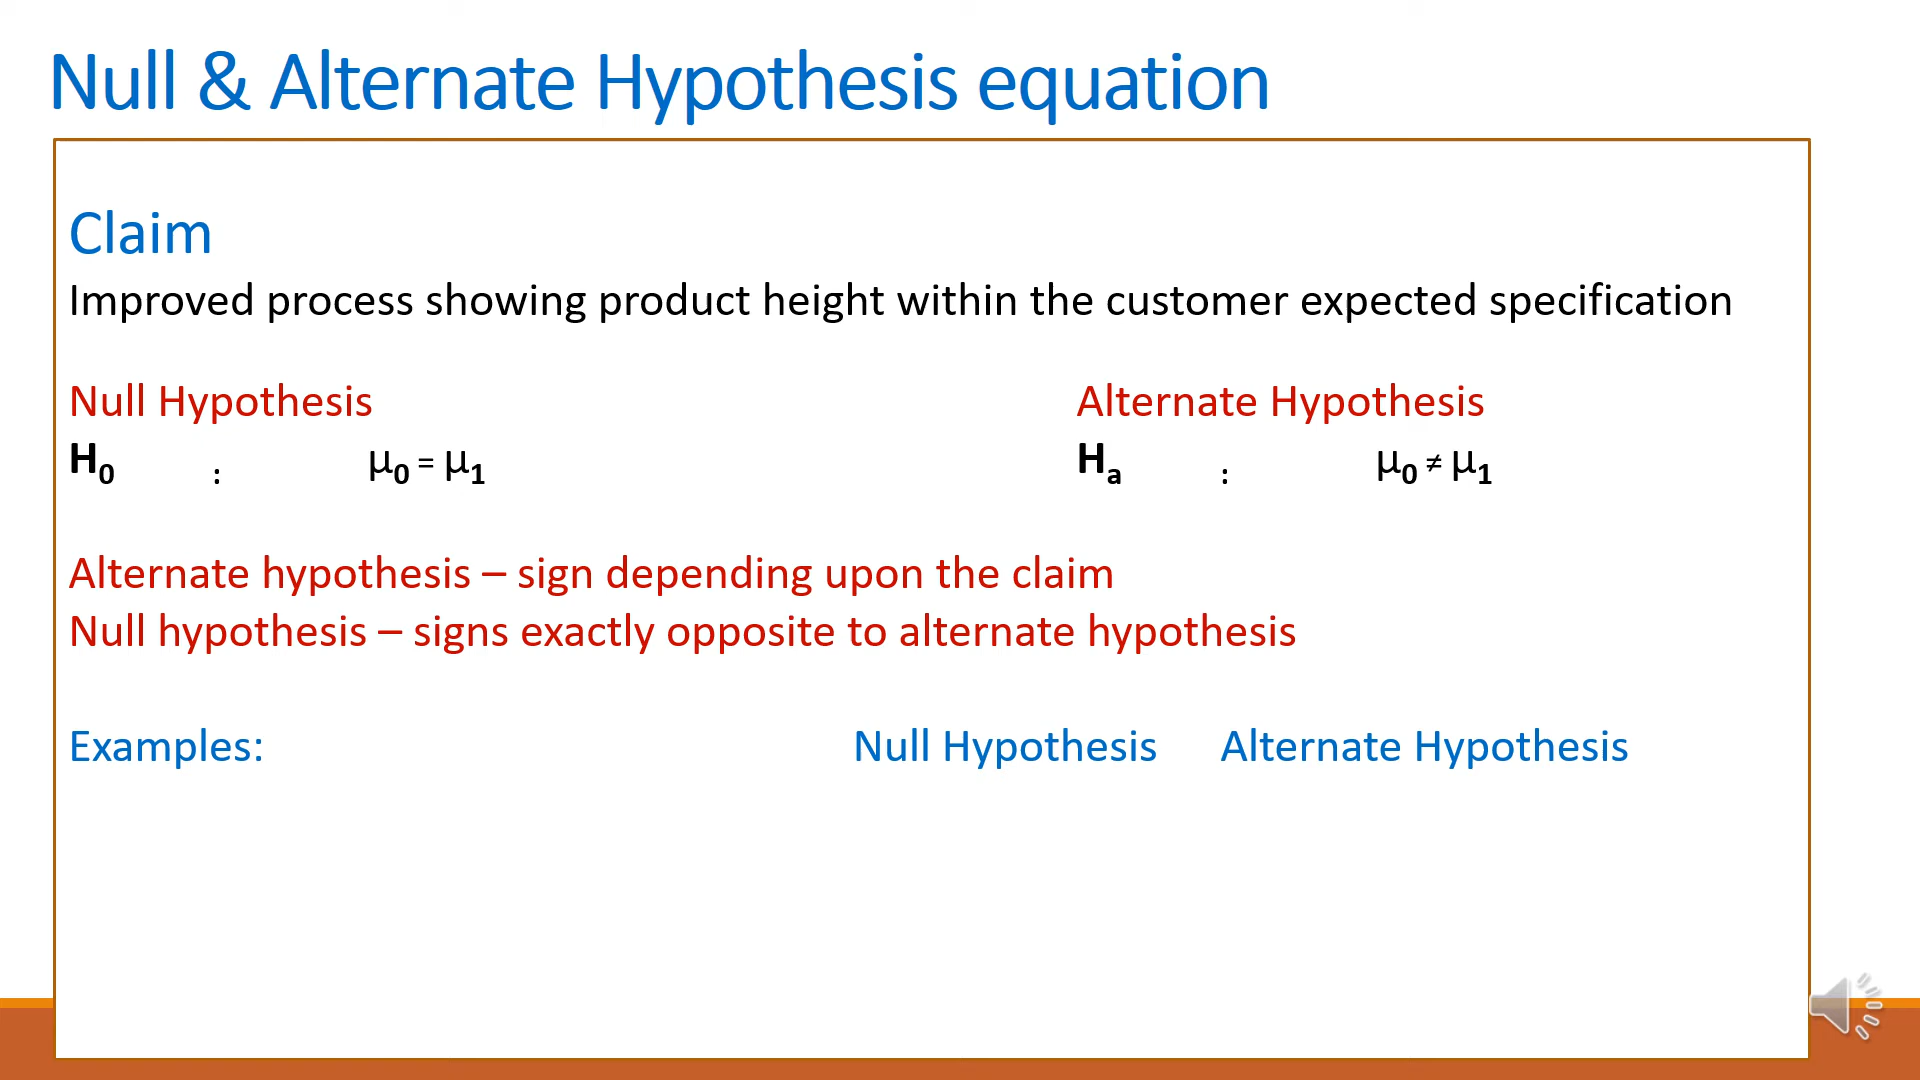 Null & Alternate Hypothesis equation
Claim
Improved process showing product height within the customer expected specification
Null Hypothesis Alternate Hypothesis
H₀ : μ₀ = μ₁ Hₐ : μ₀ ≠ μ₁
Alternate hypothesis – sign depending upon the claim
Null hypothesis – signs exactly opposite to alternate hypothesis
Examples: Null Hypothesis Alternate Hypothesis